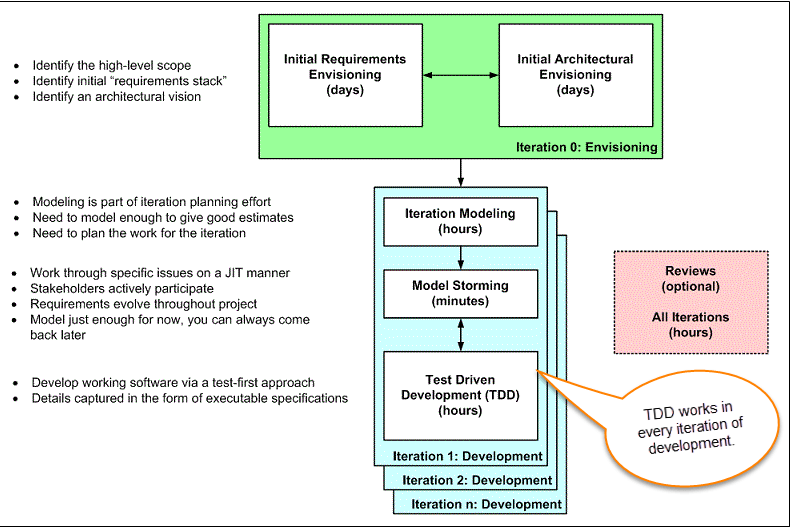 Initial Requirements
Envisioning
(days)
Initial Architectural
Envisioning
(days)
Iteration 0: Envisioning
• Identify the high-level scope
• Identify initial “requirements stack”
• Identify an architectural vision
• Modeling is part of iteration planning effort
• Need to model enough to give good estimates
• Need to plan the work for the iteration
Iteration Modeling
(hours)
• Work through specific issues on a JIT manner
• Stakeholders actively participate
• Requirements evolve throughout project
• Model just enough for now, you can always come
back later
Model Storming
(minutes)
• Develop working software via a test-first approach
• Details captured in the form of executable specifications
Test Driven
Development (TDD)
(hours)
Iteration 1: Development
Iteration 2: Development
Iteration n: Development
Reviews
(optional)
All Iterations
(hours)
TDD works in
every iteration of
development.